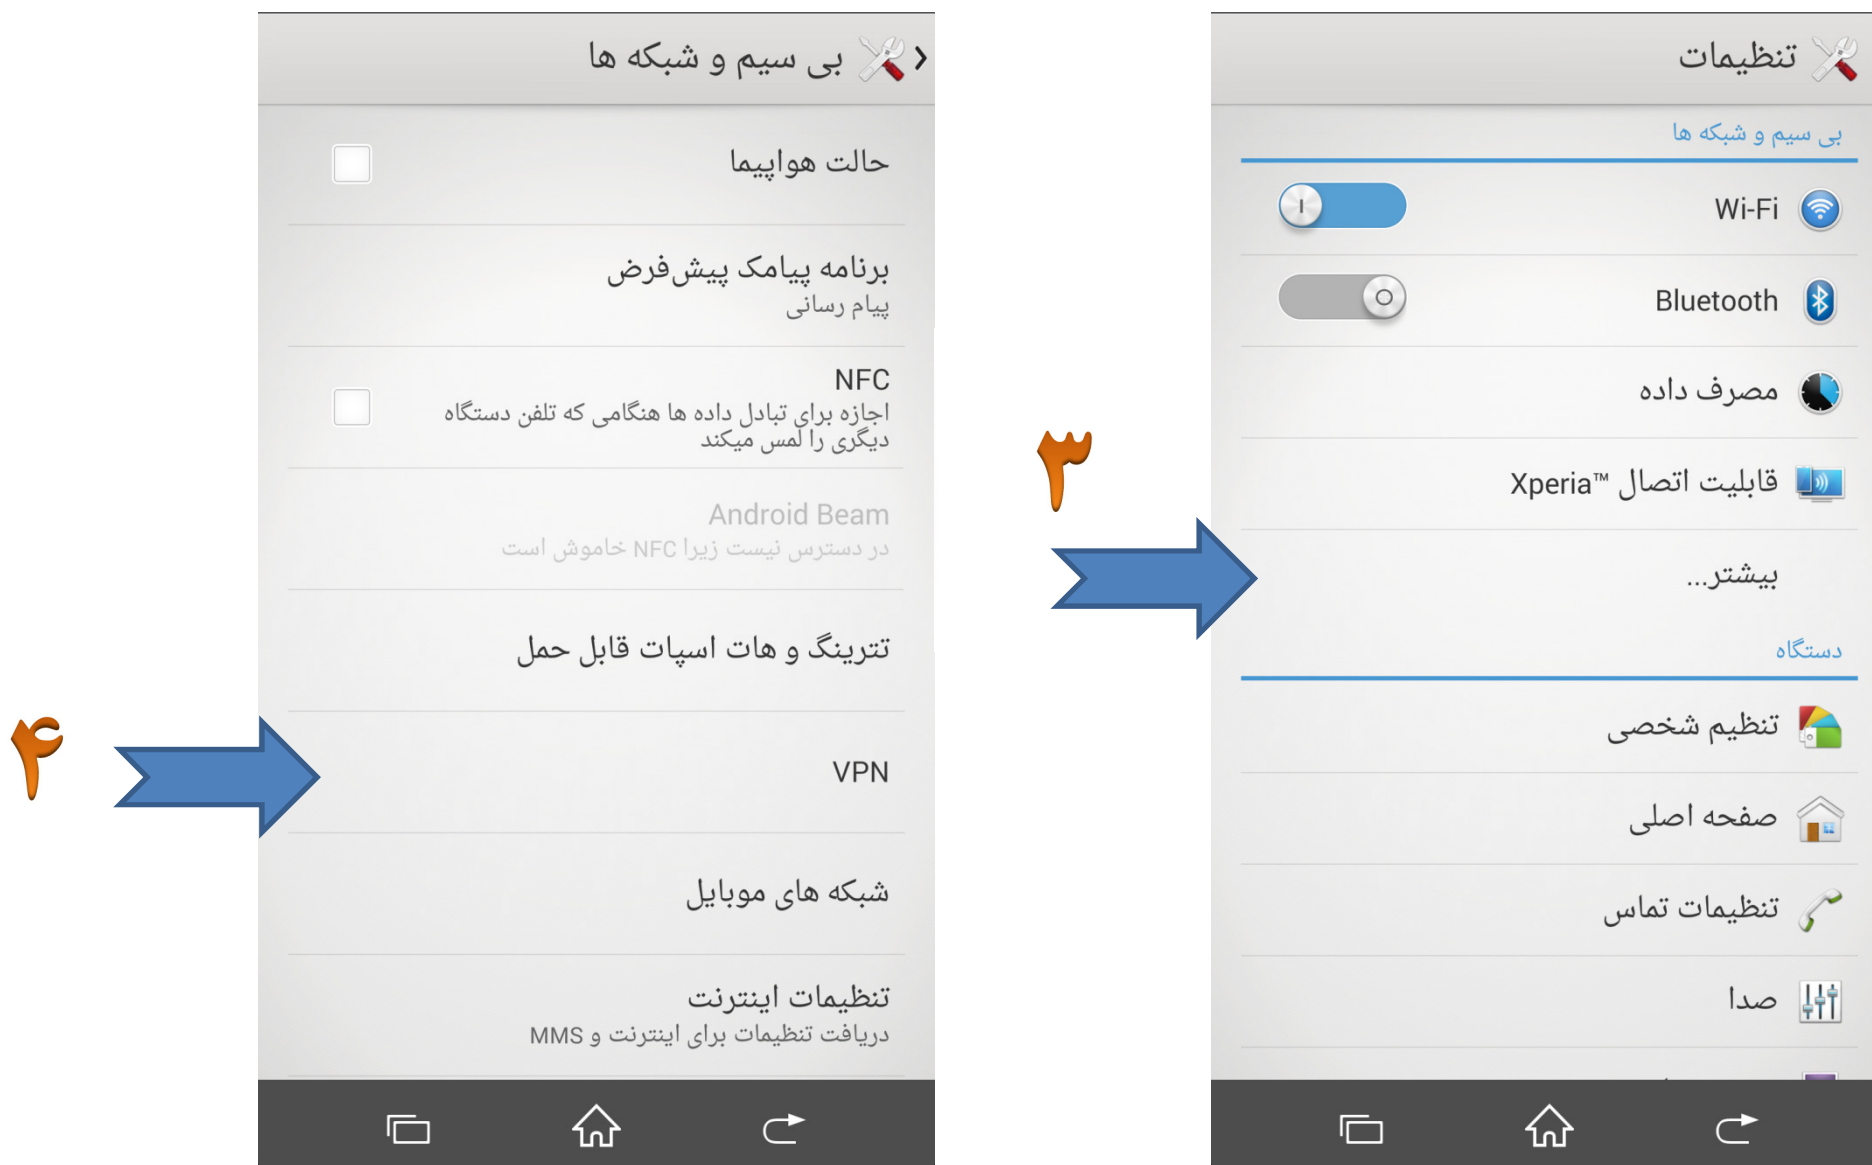 تنظیمات
بی سیم و شبکه ها
Wi-Fi
Bluetooth
مصرف داده
قابلیت اتصال Xperia™
بیشتر...
دستگاه
تنظیم شخصی
صفحه اصلی
تنظیمات تماس
صدا
۳
بی سیم و شبکه ها
حالت هواپیما
برنامه پیامک پیش‌فرض
پیام رسانی
NFC
اجازه برای تبادل داده ها هنگامی که تلفن دستگاه
دیگری را لمس میکند
Android Beam
در دسترس نیست زیرا NFC خاموش است
تترینگ و هات اسپات قابل حمل
VPN
شبکه های موبایل
تنظیمات اینترنت
دریافت تنظیمات برای اینترنت و MMS
۴